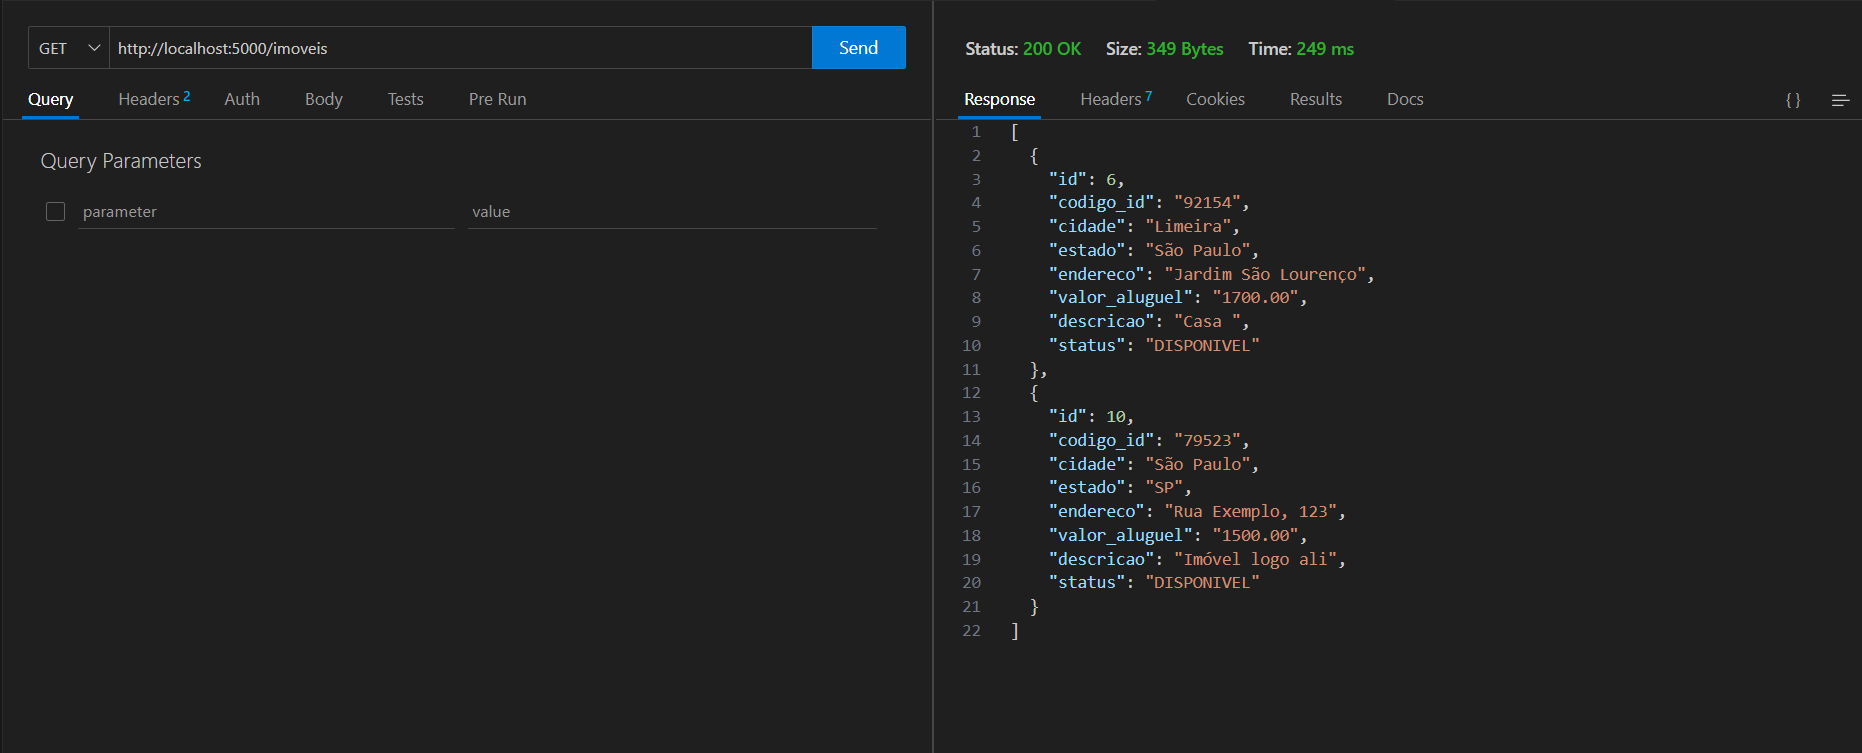 GET http://localhost:5000/imoveis Send
Query Headers 2 Auth Body Tests Pre Run
Query Parameters
parameter value
Status: 200 OK Size: 349 Bytes Time: 249 ms
Response Headers 7 Cookies Results Docs {}
1 [
2 {
3 "id": 6,
4 "codigo_id": "92154",
5 "cidade": "Limeira",
6 "estado": "São Paulo",
7 "endereco": "Jardim São Lourenço",
8 "valor_aluguel": "1700.00",
9 "descricao": "Casa ",
10 "status": "DISPONIVEL"
11 },
12 {
13 "id": 10,
14 "codigo_id": "79523",
15 "cidade": "São Paulo",
16 "estado": "SP",
17 "endereco": "Rua Exemplo, 123",
18 "valor_aluguel": "1500.00",
19 "descricao": "Imóvel logo ali",
20 "status": "DISPONIVEL"
21 }
22 ]